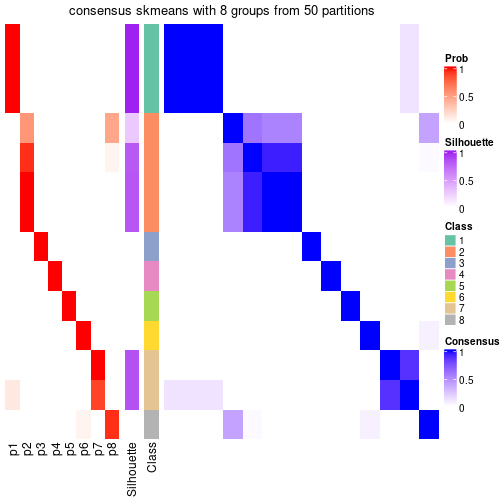 consensus skmeans with 8 groups from 50 partitions
Prob
1
0.5
0
Silhouette
1
0.5
0
Class
1
2
3
4
5
6
7
8
Consensus
1
0.5
0
p1
p2
p3
p4
p5
p6
p7
p8
Silhouette
Class